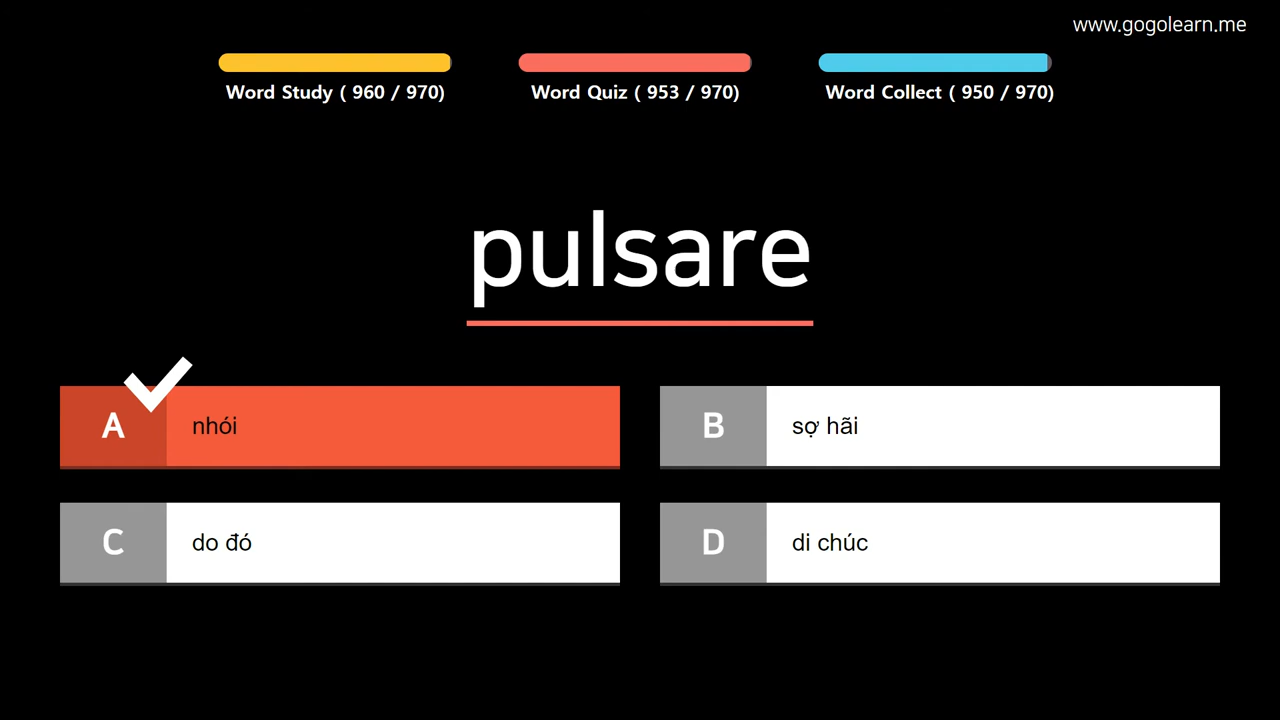 www.gogolearn.me
Word Study ( 960 / 970)
Word Quiz ( 953 / 970)
Word Collect ( 950 / 970)
pulsare
A nhói
B sợ hãi
C do đó
D di chúc